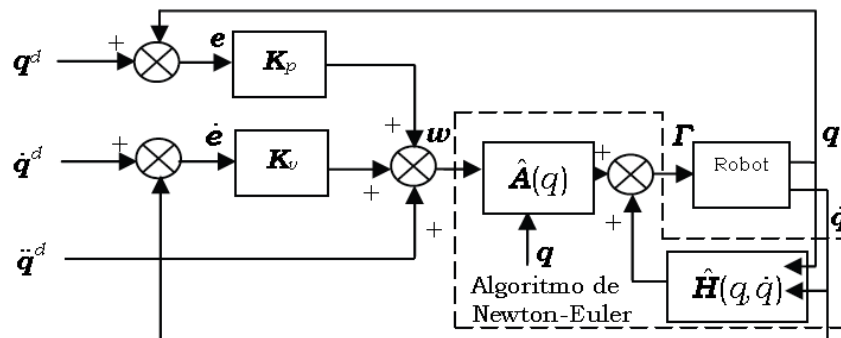 q^d
+
e
K_p
+
w
q̇^d
+
ė
K_v
+
Â(q)
+
Γ
Robot
q
q̇
q̈^d
+
q
+
Ĥ(q, q̇)
Algoritmo de
Newton-Euler